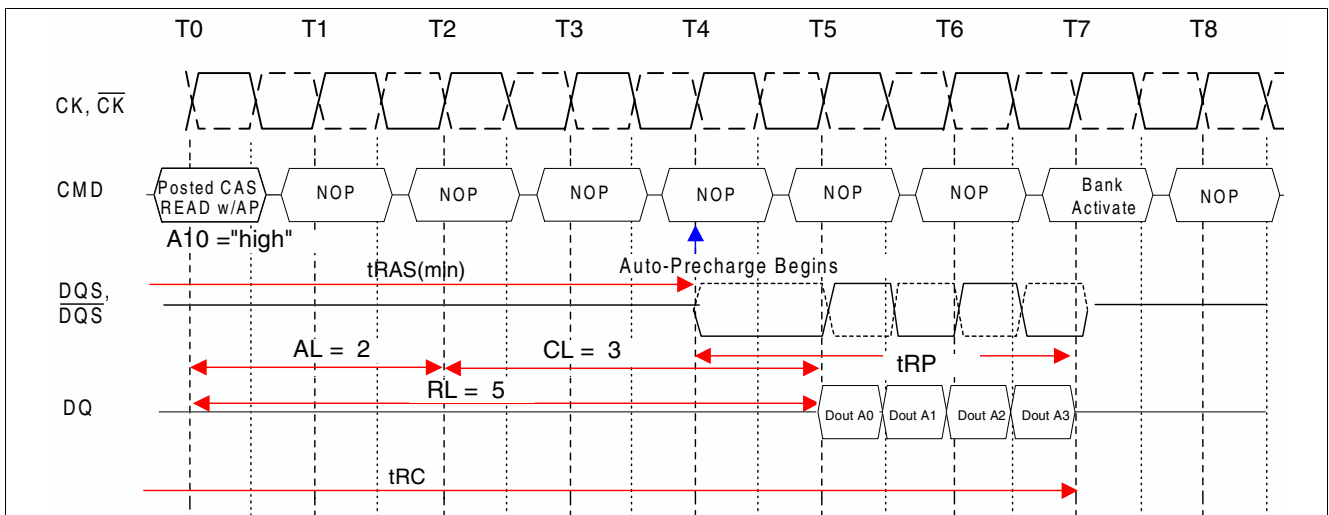 T0 T1 T2 T3 T4 T5 T6 T7 T8
CK, CK
CMD
Posted CAS
READ w/AP
NOP NOP NOP NOP NOP NOP
Bank
Activate
NOP
A10 ="high"
tRAS(min)
Auto-Precharge Begins
DQS,
DQS
AL = 2
CL = 3
tRP
RL = 5
DQ
Dout A0 Dout A1 Dout A2 Dout A3
tRC